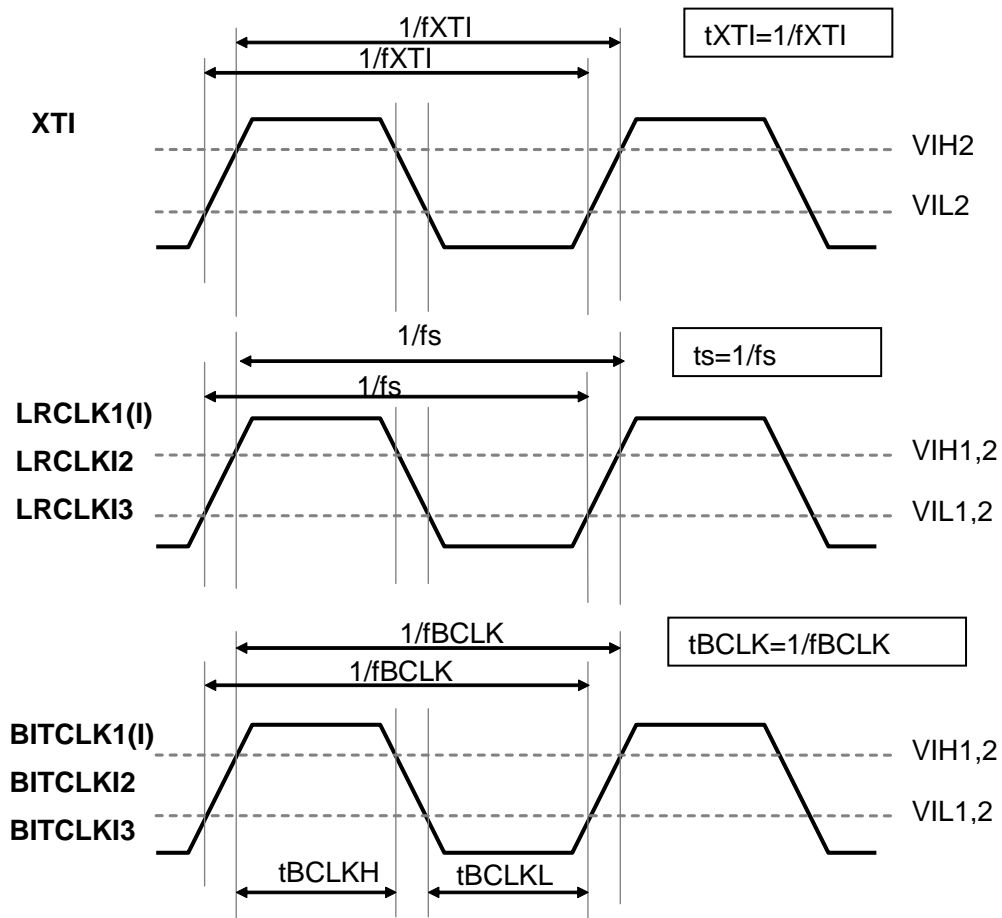 1/fXTI
tXTI=1/fXTI
1/fXTI
XTI
VIH2
VIL2
1/fs
ts=1/fs
1/fs
LRCLK1(I)
LRCLKI2
LRCLKI3
VIH1,2
VIL1,2
1/fBCLK
tBCLK=1/fBCLK
1/fBCLK
BITCLK1(I)
BITCLKI2
BITCLKI3
VIH1,2
VIL1,2
tBCLKH
tBCLKL